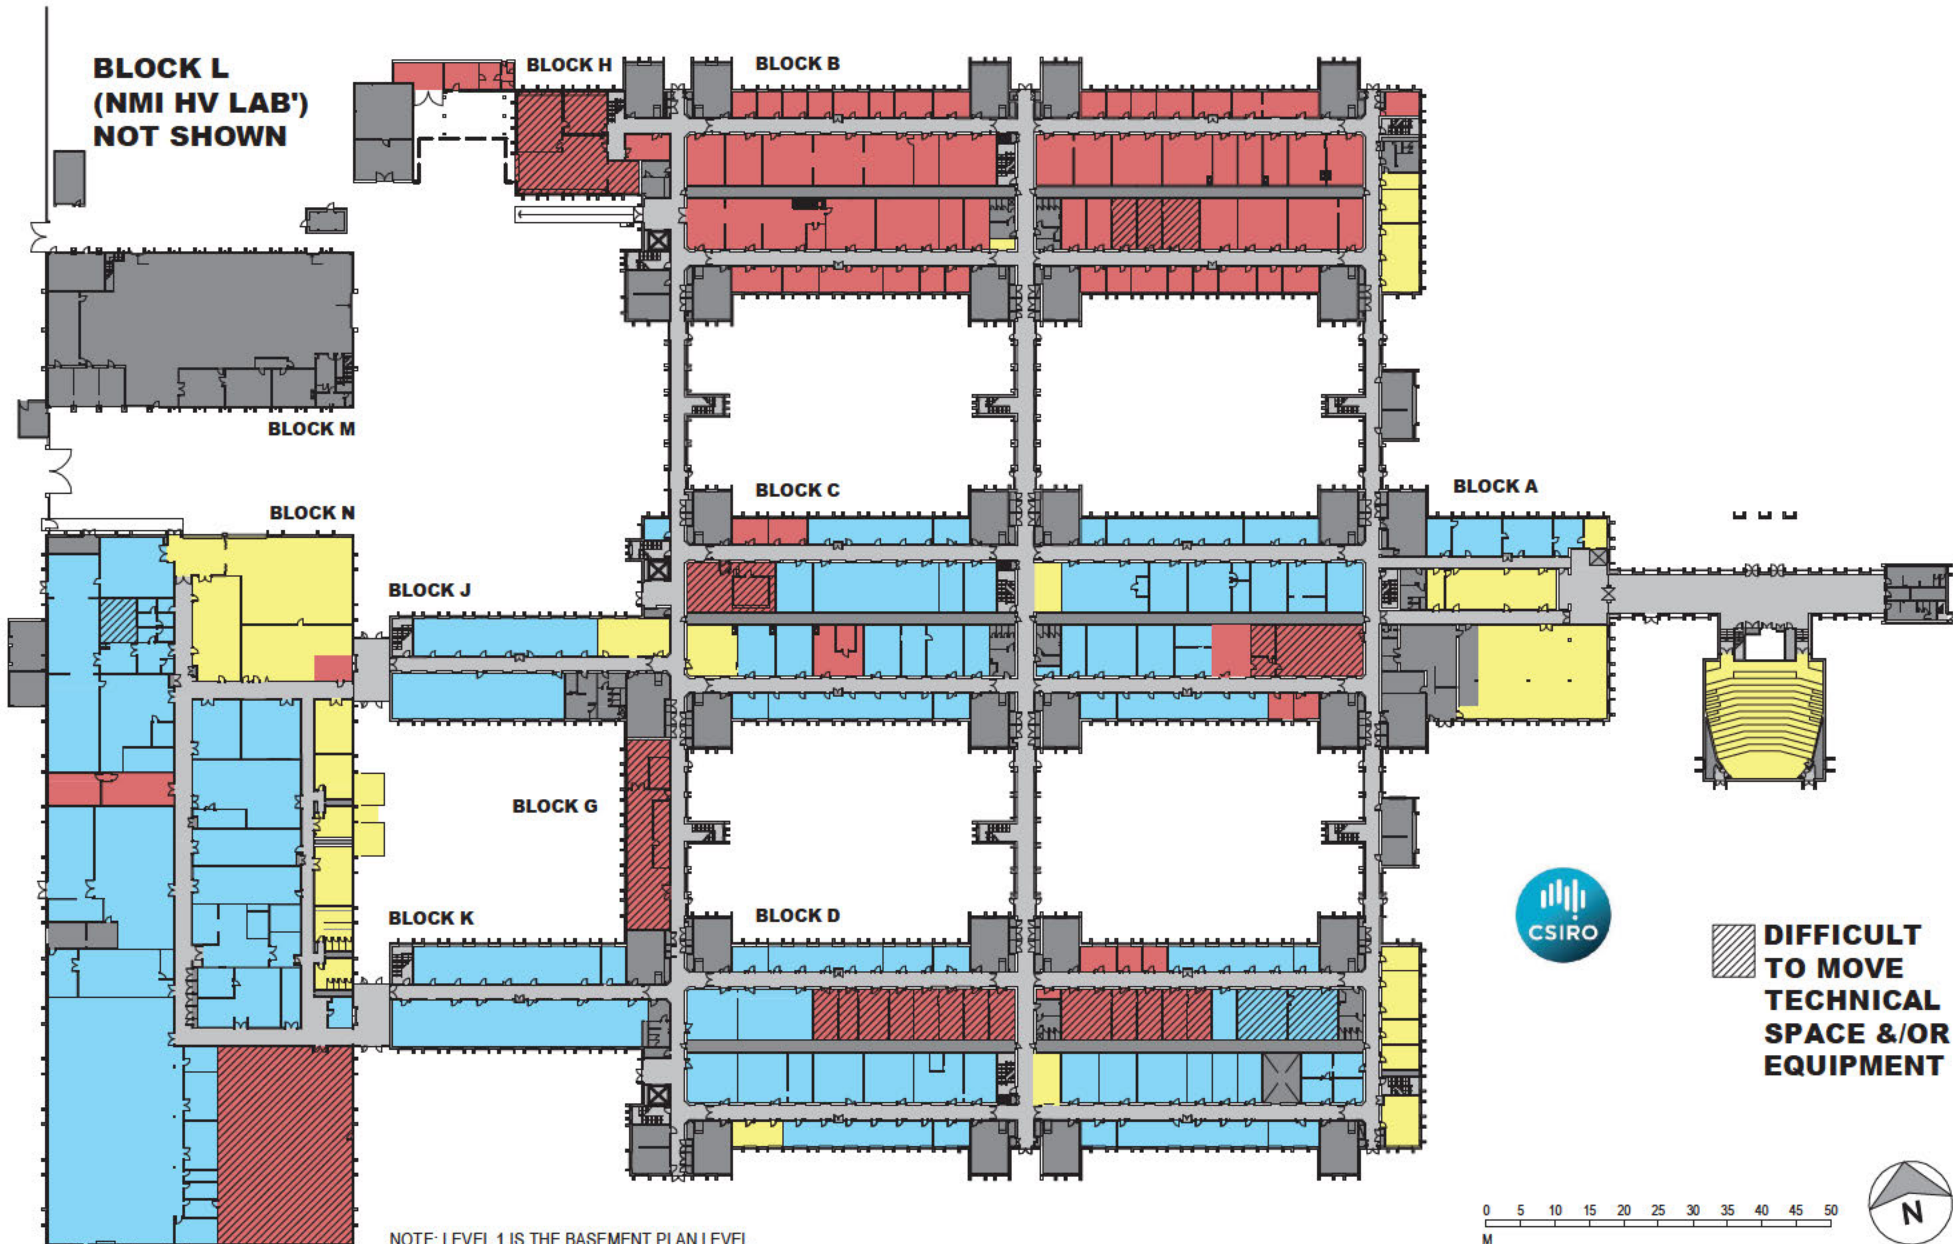 BLOCK L
(NMI HV LAB')
NOT SHOWN
BLOCK H
BLOCK B
BLOCK M
BLOCK N
BLOCK C
BLOCK A
BLOCK J
BLOCK G
BLOCK K
BLOCK D
CSIRO
DIFFICULT
TO MOVE
TECHNICAL
SPACE &/OR
EQUIPMENT
NOTE: LEVEL 1 IS THE BASEMENT PLAN LEVEL
0 5 10 15 20 25 30 35 40 45 50
M
N